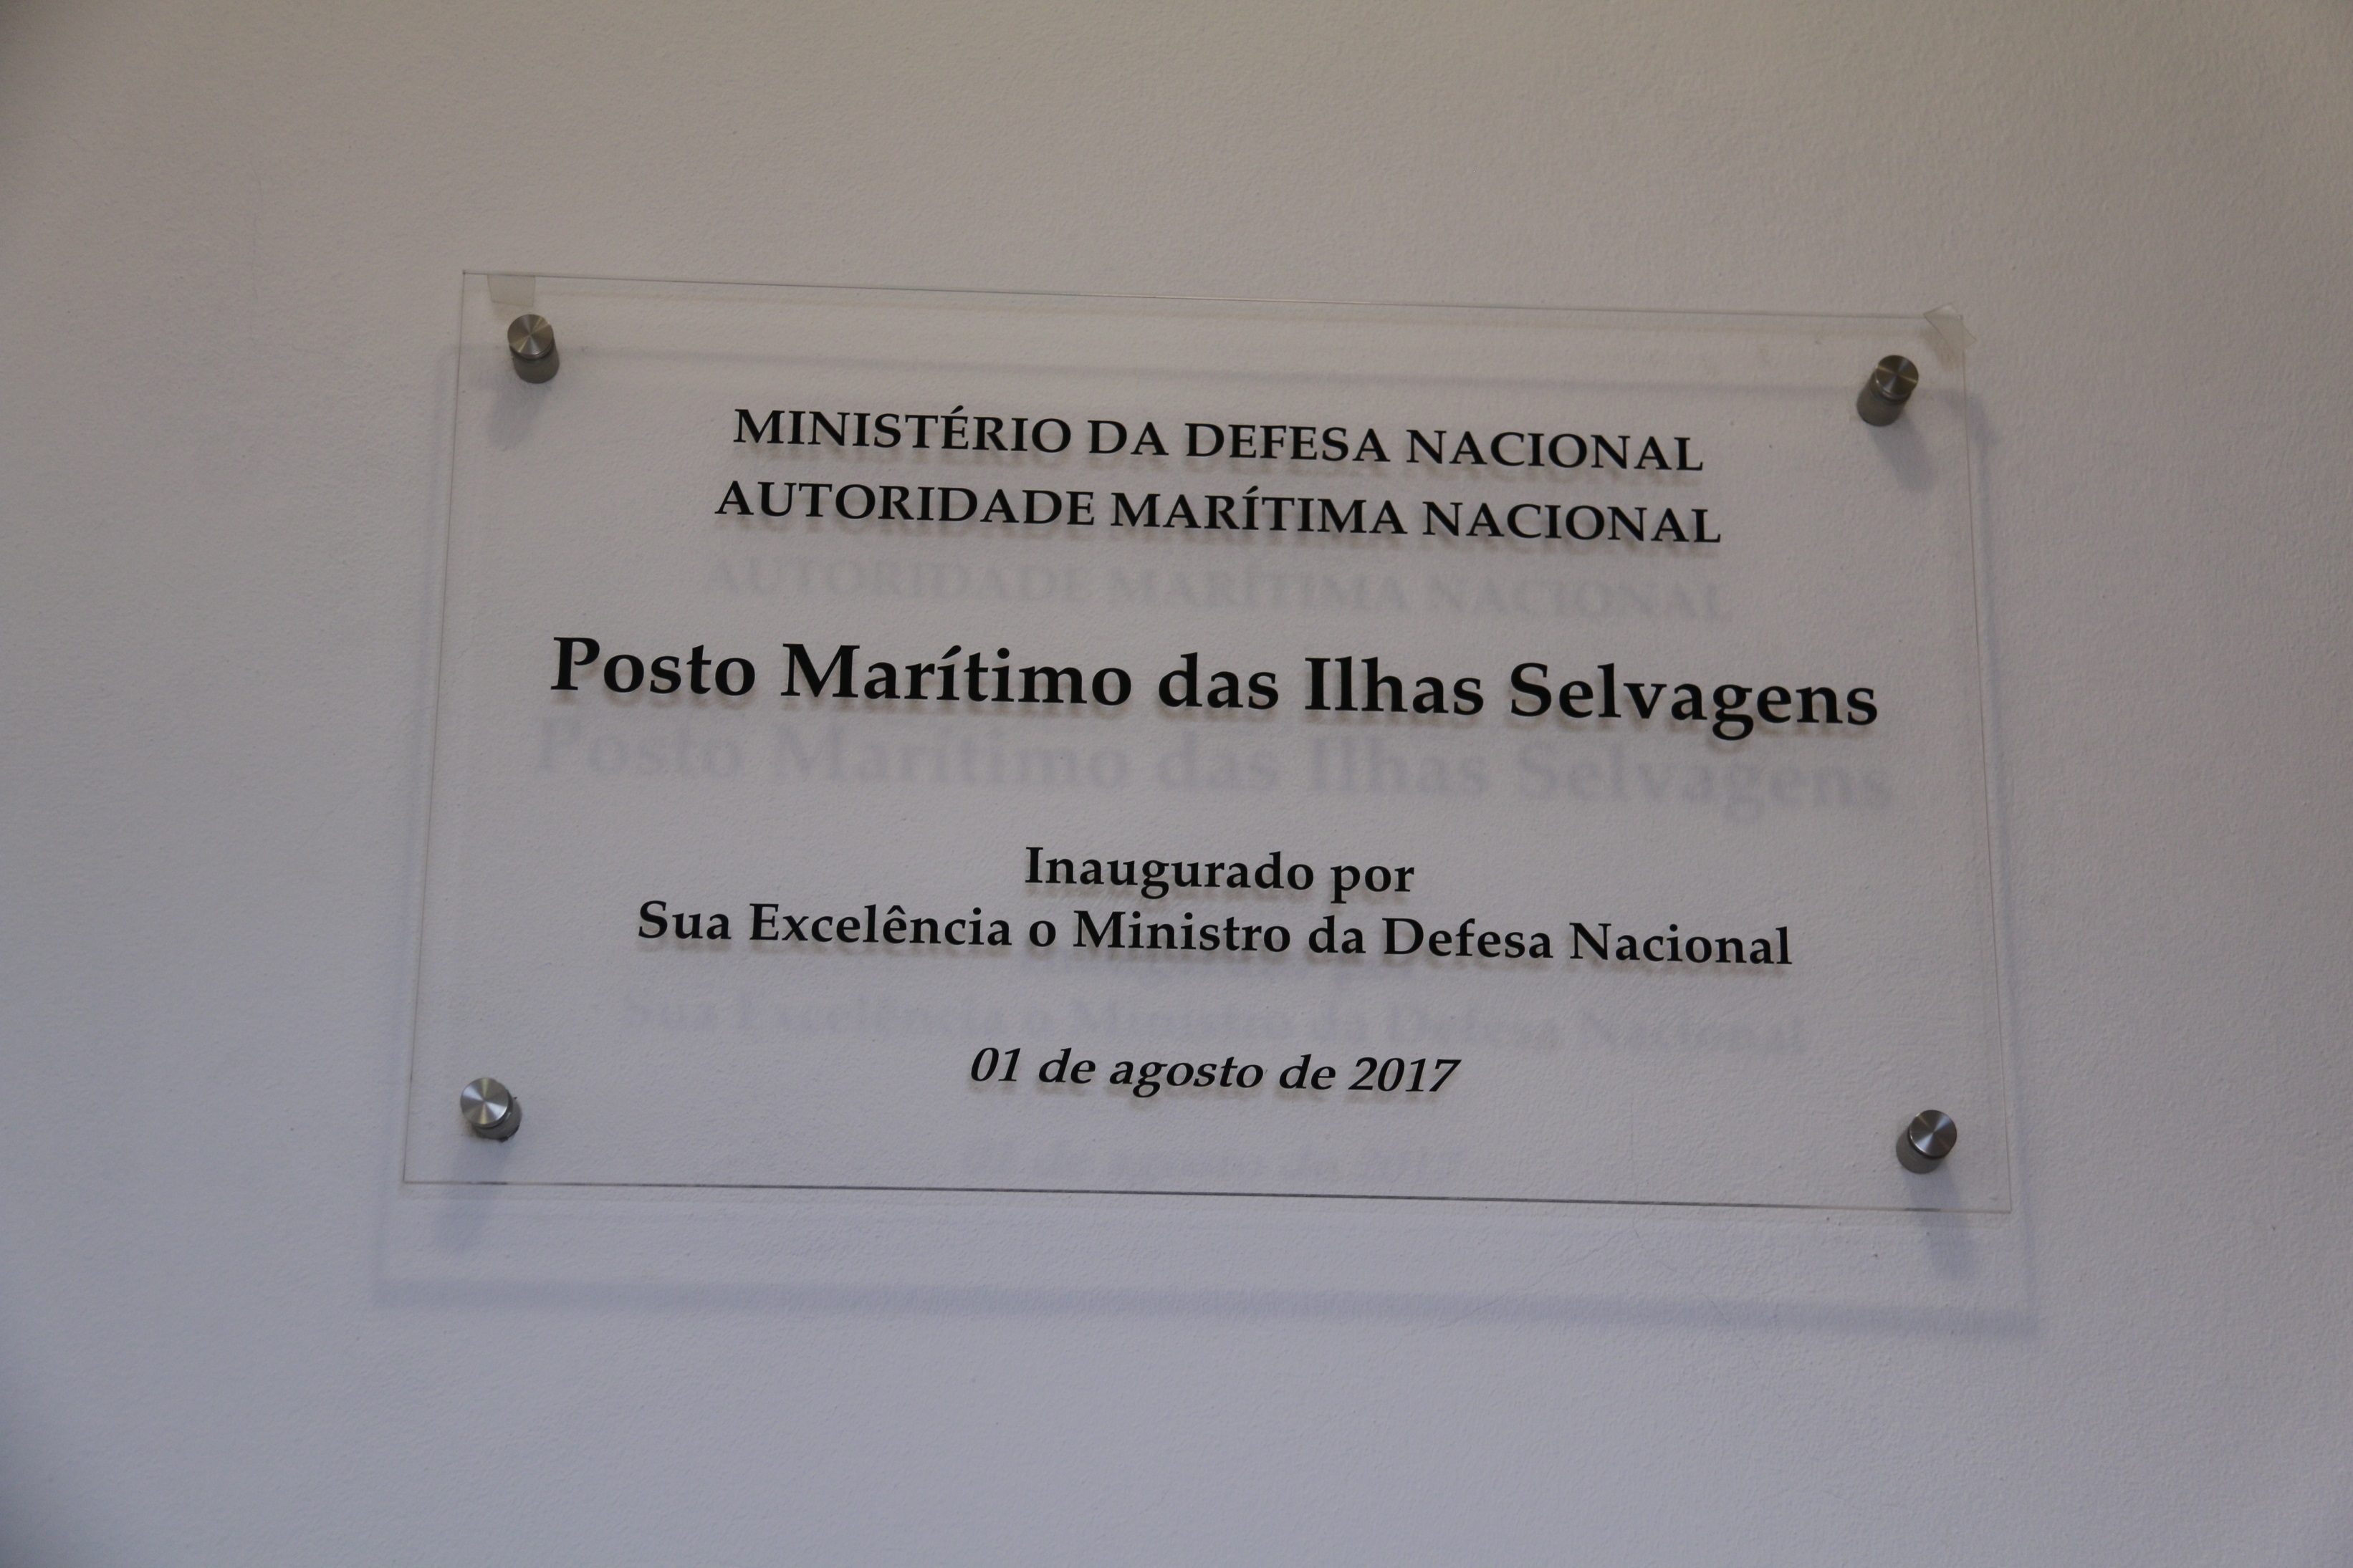 MINISTÉRIO DA DEFESA NACIONAL
AUTORIDADE MARÍTIMA NACIONAL
Posto Marítimo das Ilhas Selvagens
Inaugurado por
Sua Excelência o Ministro da Defesa Nacional
01 de agosto de 2017